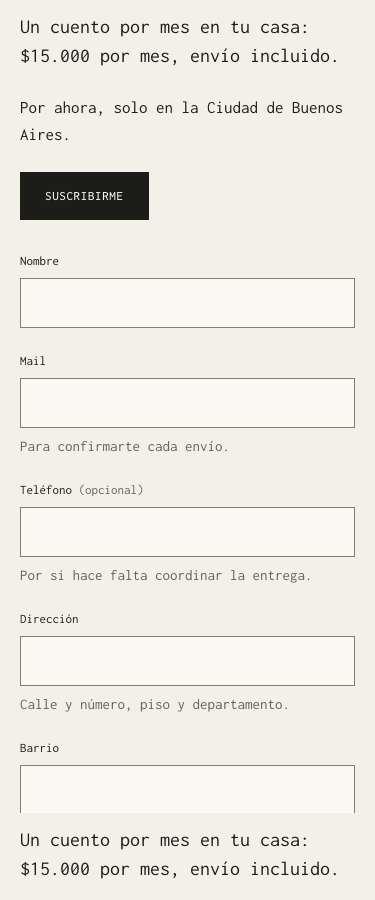 Un cuento por mes en tu casa:
$15.000 por mes, envío incluido.
Por ahora, solo en la Ciudad de Buenos
Aires.
SUSCRIBIRME
Nombre
Mail
Para confirmarte cada envío.
Teléfono (opcional)
Por si hace falta coordinar la entrega.
Dirección
Calle y número, piso y departamento.
Barrio
Un cuento por mes en tu casa:
$15.000 por mes, envío incluido.